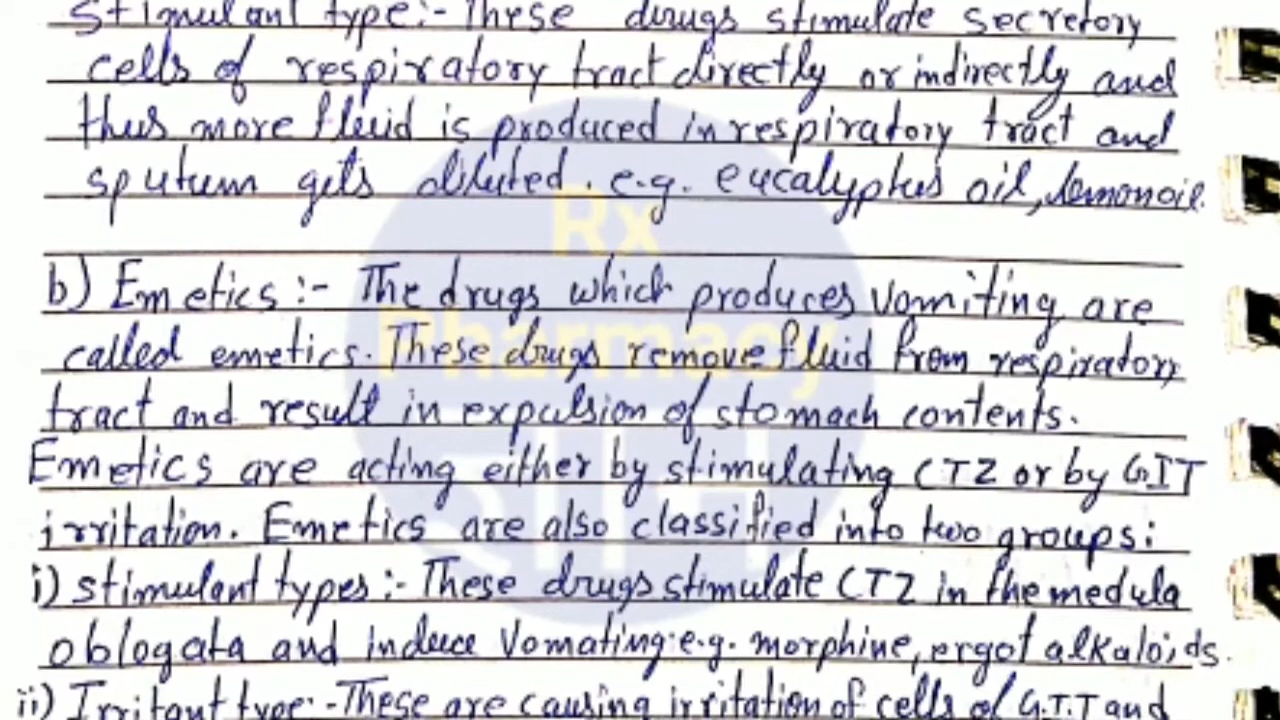 Stimulant type:- These drugs stimulate secretory
cells of respiratory tract directly or indirectly and
thus more fluid is produced in respiratory tract and
sputum gets diluted. e.g. eucalyptus oil, lemon oil.
Rx
b) Emetics :- The drugs which produces vomiting are
Pharmacy
called emetics. These drugs remove fluid from respiratory
tract and result in expulsion of stomach contents.
Emetics are acting either by stimulating CTZ or by GIT
irritation. Emetics are also classified into two groups:
i) stimulant types :- These drugs stimulate CTZ in the medula
oblogata and induce Vomating. e.g. morphine, ergot alkaloids.
ii) Irritant type:- These are causing irritation of cells of G.I.T and